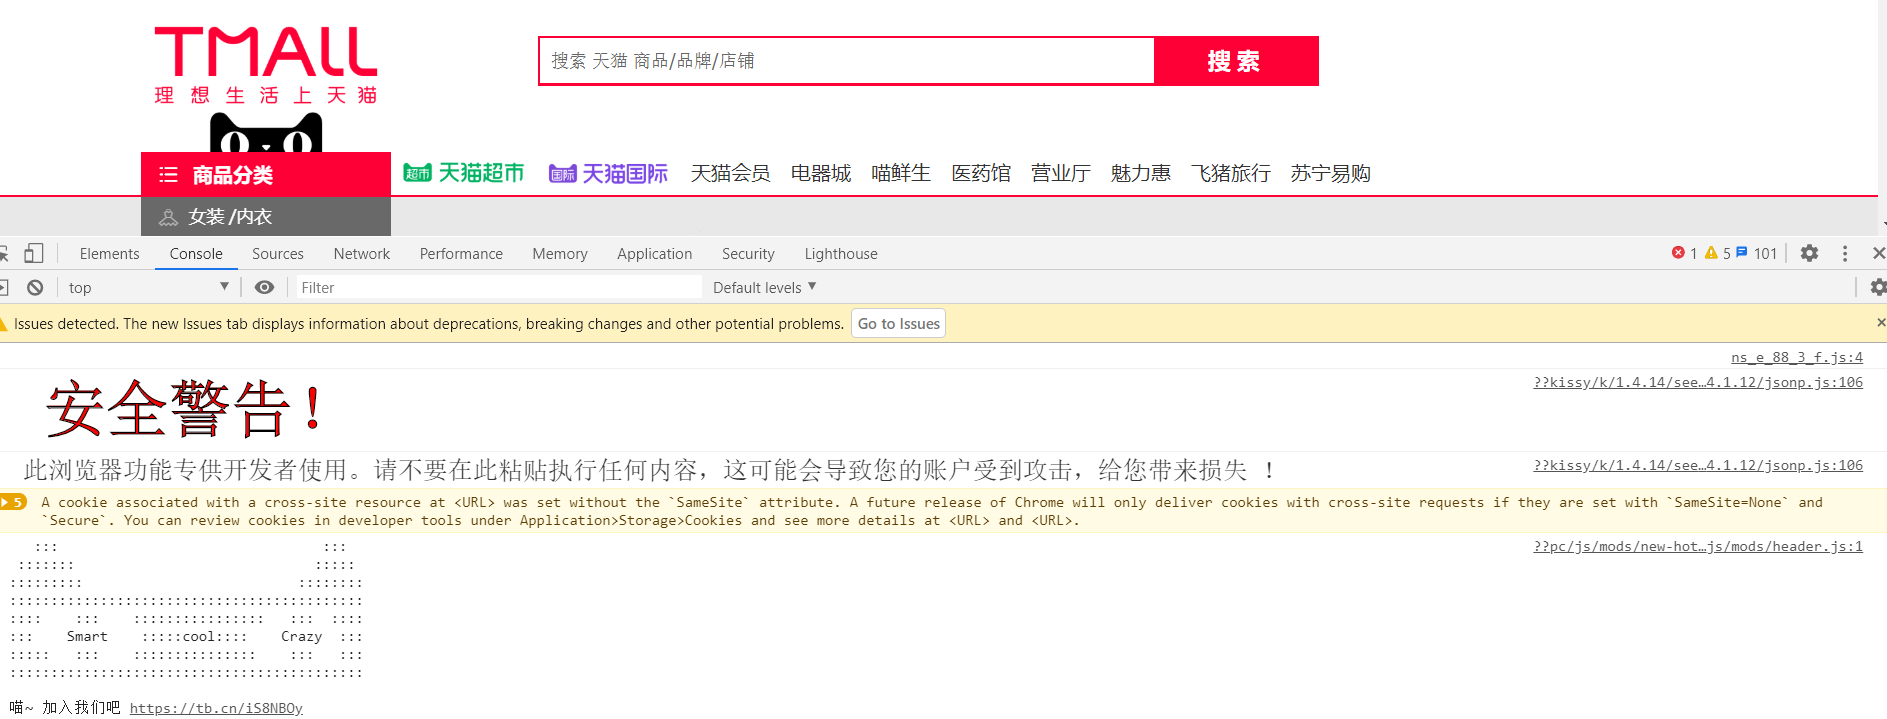 TMALL
理想生活上天猫
搜索 天猫 商品/品牌/店铺
搜索
商品分类
超市 天猫超市 国际 天猫国际 天猫会员 电器城 喵鲜生 医药馆 营业厅 魅力惠 飞猪旅行 苏宁易购
女装 /内衣
Elements Console Sources Network Performance Memory Application Security Lighthouse 1 5 101
top Filter Default levels
Issues detected. The new Issues tab displays information about deprecations, breaking changes and other potential problems. Go to Issues
ns_e_88_3_f.js:4
安全警告！ ??kissy/k/1.4.14/see…4.1.12/jsonp.js:106
此浏览器功能专供开发者使用。请不要在此粘贴执行任何内容，这可能会导致您的账户受到攻击，给您带来损失 ！ ??kissy/k/1.4.14/see…4.1.12/jsonp.js:106
5 A cookie associated with a cross-site resource at <URL> was set without the `SameSite` attribute. A future release of Chrome will only deliver cookies with cross-site requests if they are set with `SameSite=None` and
`Secure`. You can review cookies in developer tools under Application>Storage>Cookies and see more details at <URL> and <URL>.
??pc/js/mods/new-hot…js/mods/header.js:1
::: :::
::::::: :::::
::::::::: ::::::::
:::::::::::::::::::::::::::::::::::::::::::
:::: ::: :::::::::::::::: ::: ::::
::: Smart :::::cool:::: Crazy :::
::::: ::: ::::::::::::::: ::: :::
:::::::::::::::::::::::::::::::::::::::::::
喵~ 加入我们吧 https://tb.cn/iS8NBOy